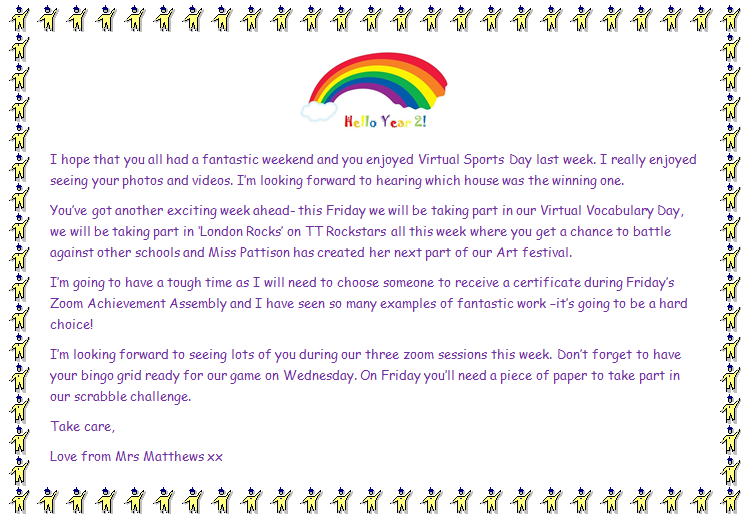 Hello Year 2!
I hope that you all had a fantastic weekend and you enjoyed Virtual Sports Day last week. I really enjoyed
seeing your photos and videos. I'm looking forward to hearing which house was the winning one.
You've got another exciting week ahead- this Friday we will be taking part in our Virtual Vocabulary Day,
we will be taking part in 'London Rocks' on TT Rockstars all this week where you get a chance to battle
against other schools and Miss Pattison has created her next part of our Art festival.
I'm going to have a tough time as I will need to choose someone to receive a certificate during Friday's
Zoom Achievement Assembly and I have seen so many examples of fantastic work –it's going to be a hard
choice!
I'm looking forward to seeing lots of you during our three zoom sessions this week. Don't forget to have
your bingo grid ready for our game on Wednesday. On Friday you'll need a piece of paper to take part in
our scrabble challenge.
Take care,
Love from Mrs Matthews xx